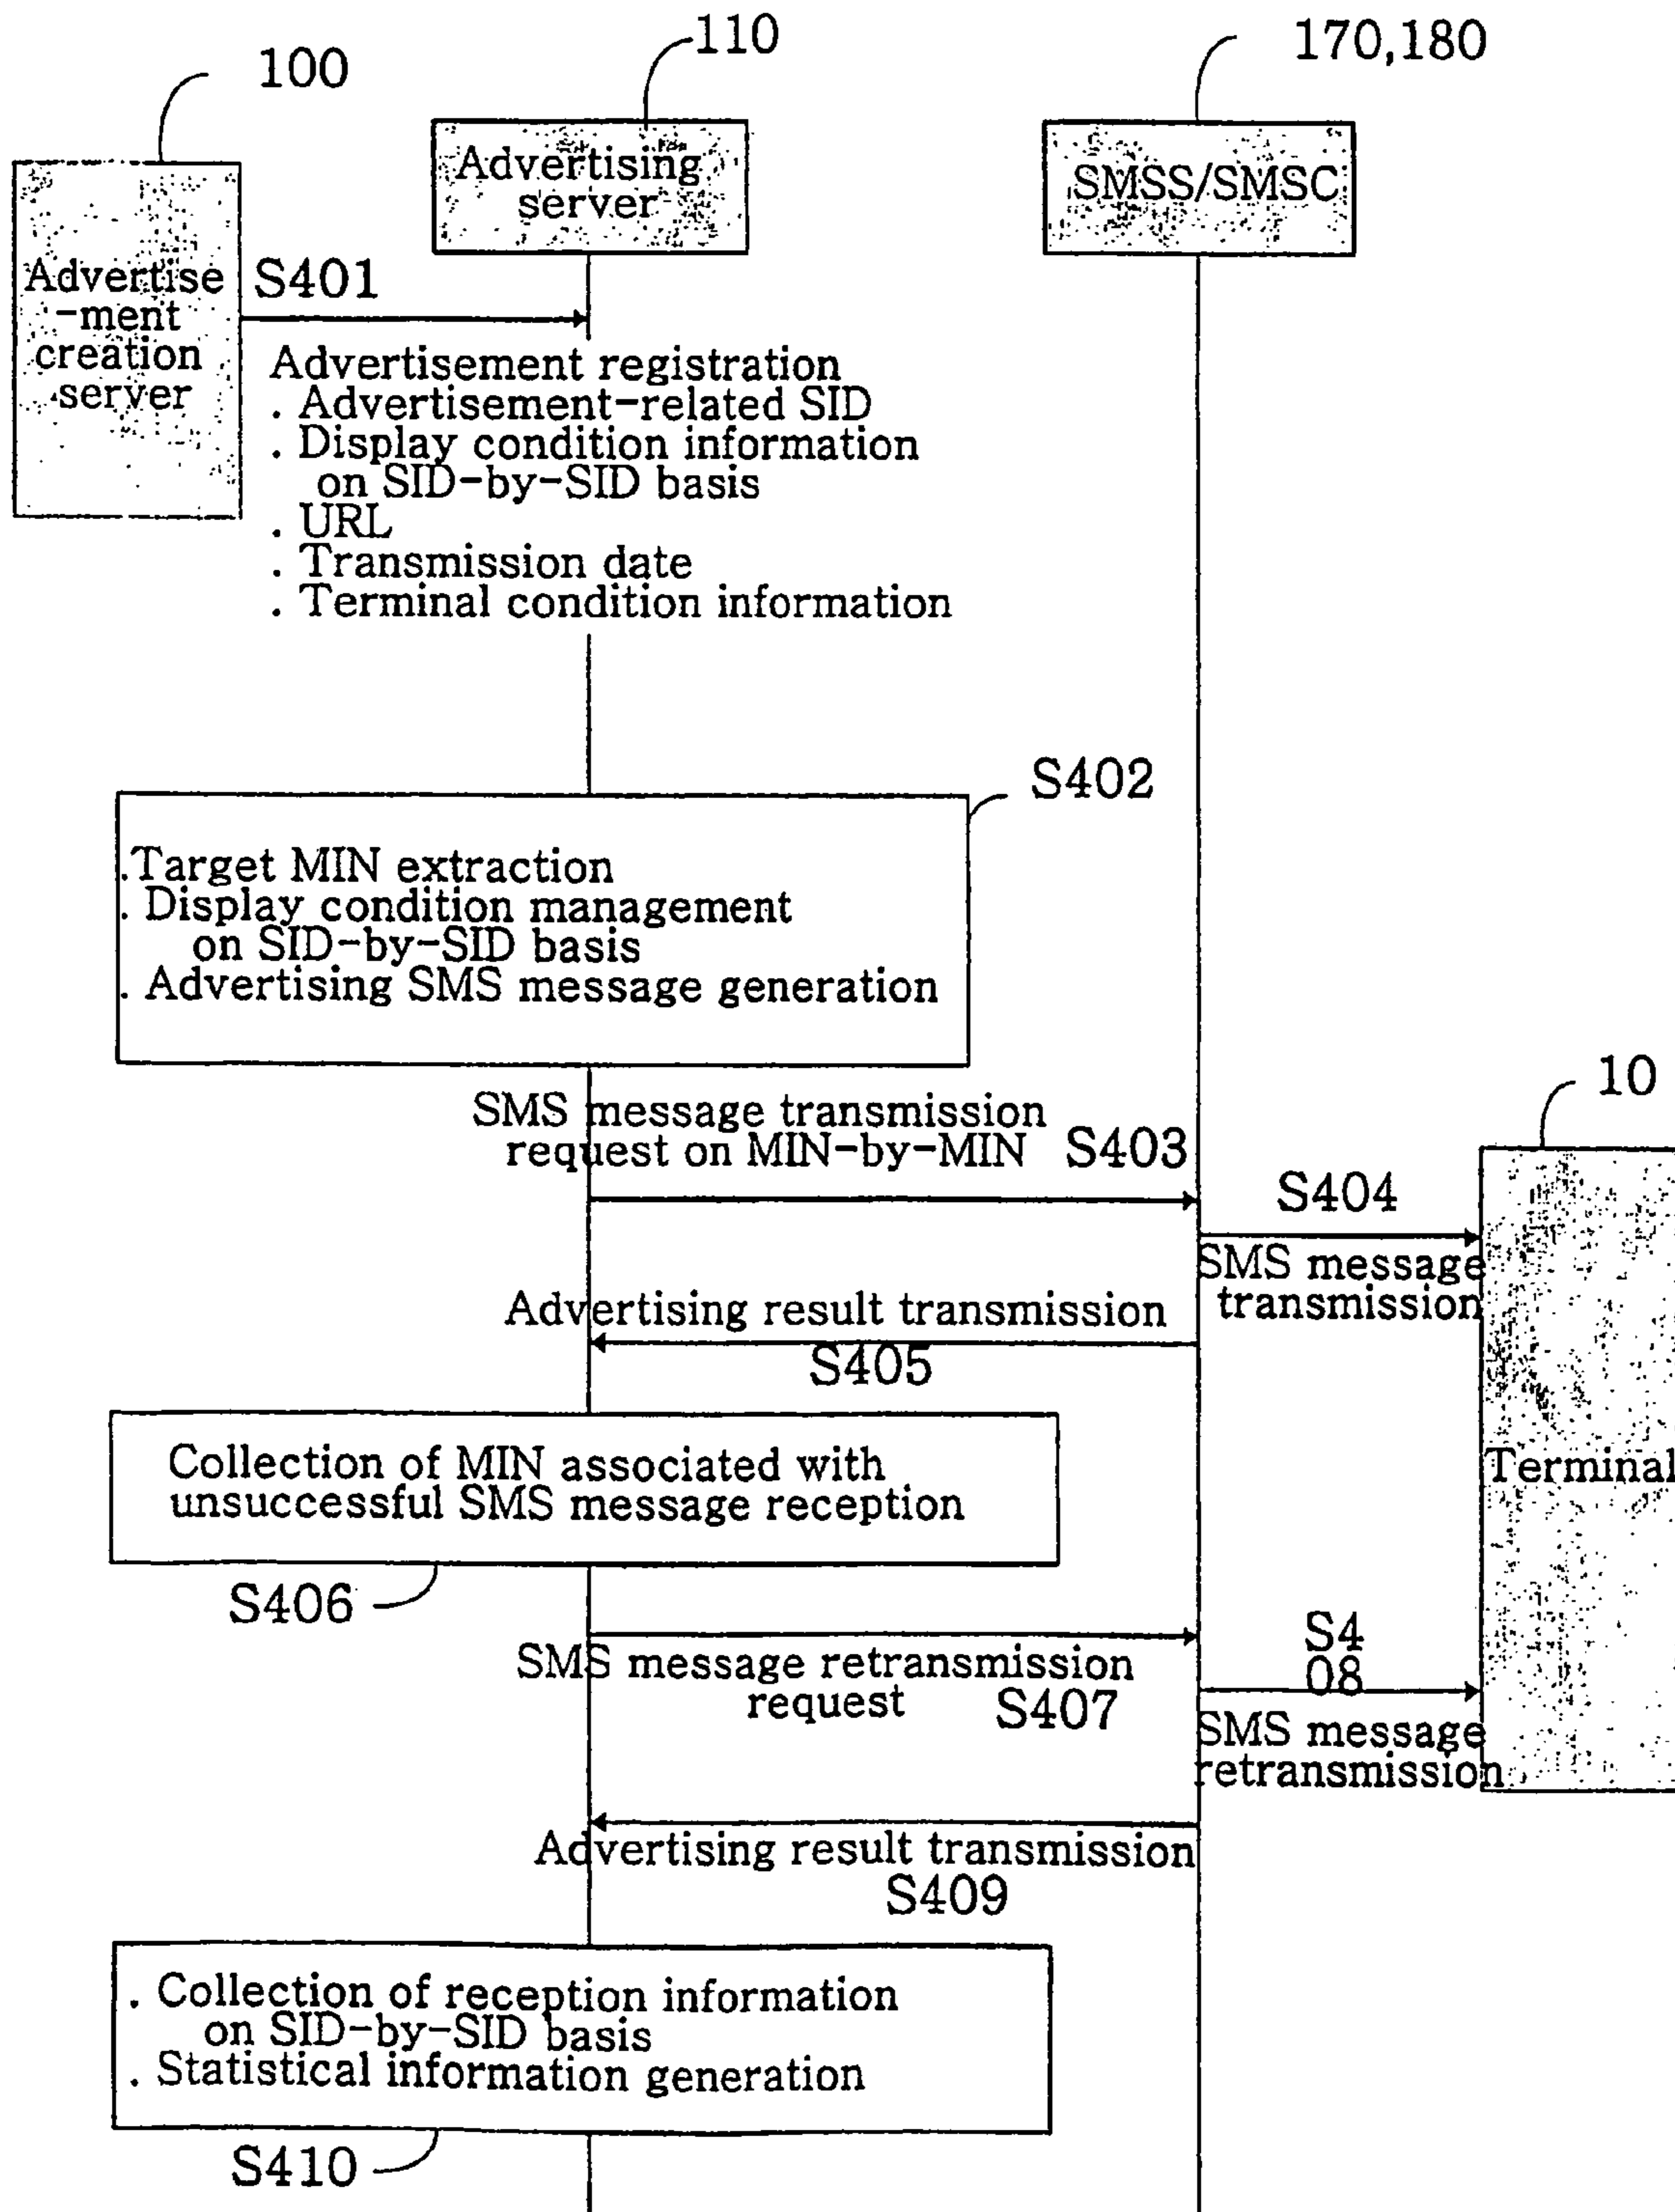 100
110
170,180
Advertise
-ment
creation
server
Advertising
server
SMSS/SMSC
S401
Advertisement registration
. Advertisement-related SID
. Display condition information
on SID-by-SID basis
. URL
. Transmission date
. Terminal condition information
S402
.Target MIN extraction
. Display condition management
on SID-by-SID basis
. Advertising SMS message generation
SMS message transmission
request on MIN-by-MIN S403
10
S404
SMS message
transmission
Advertising result transmission
S405
Terminal
Collection of MIN associated with
unsuccessful SMS message reception
S406
SMS message retransmission
request S407
S4
08
SMS message
retransmission
Advertising result transmission
S409
. Collection of reception information
on SID-by-SID basis
. Statistical information generation
S410